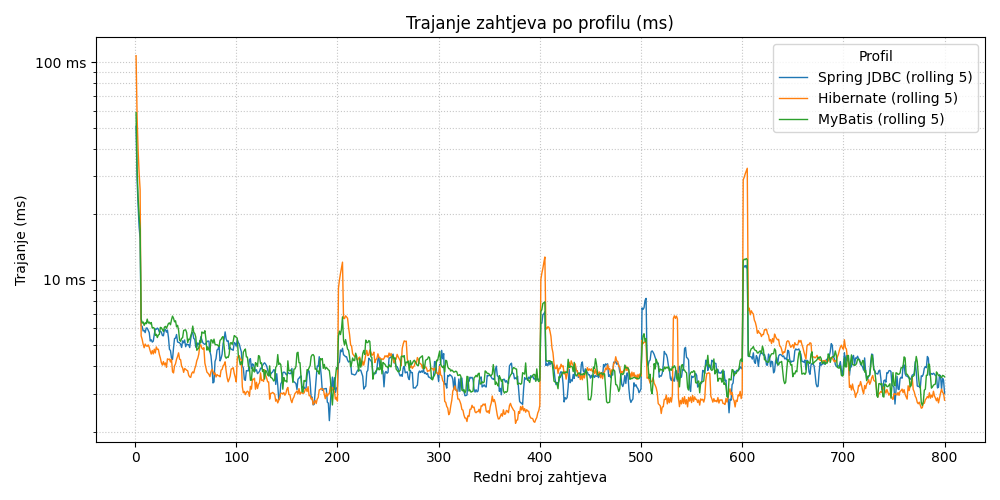 Trajanje zahtjeva po profilu (ms)
Profil
Spring JDBC (rolling 5)
Hibernate (rolling 5)
MyBatis (rolling 5)
Trajanje (ms)
100 ms
10 ms
0 100 200 300 400 500 600 700 800
Redni broj zahtjeva